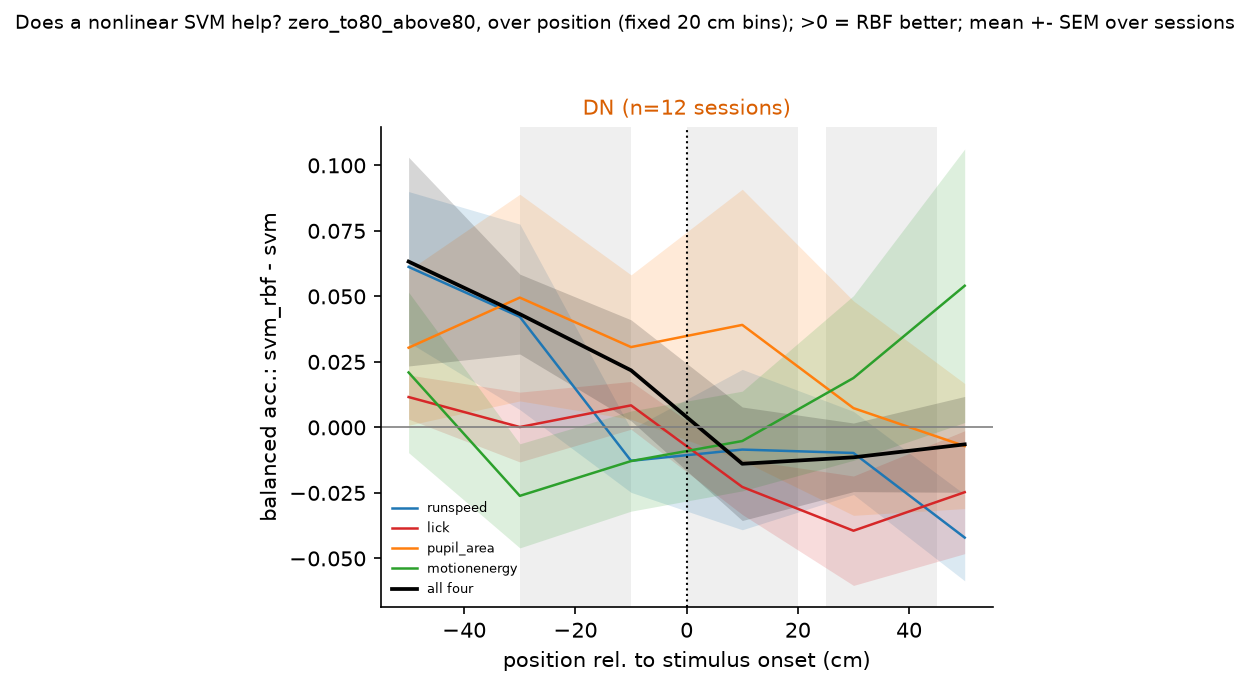 Does a nonlinear SVM help? zero_to80_above80, over position (fixed 20 cm bins); >0 = RBF better; mean +- SEM over sessions
DN (n=12 sessions)
balanced acc.: svm_rbf - svm
0.100
0.075
0.050
0.025
0.000
−0.025
−0.050
runspeed
lick
pupil_area
motionenergy
all four
−40
−20
0
20
40
position rel. to stimulus onset (cm)